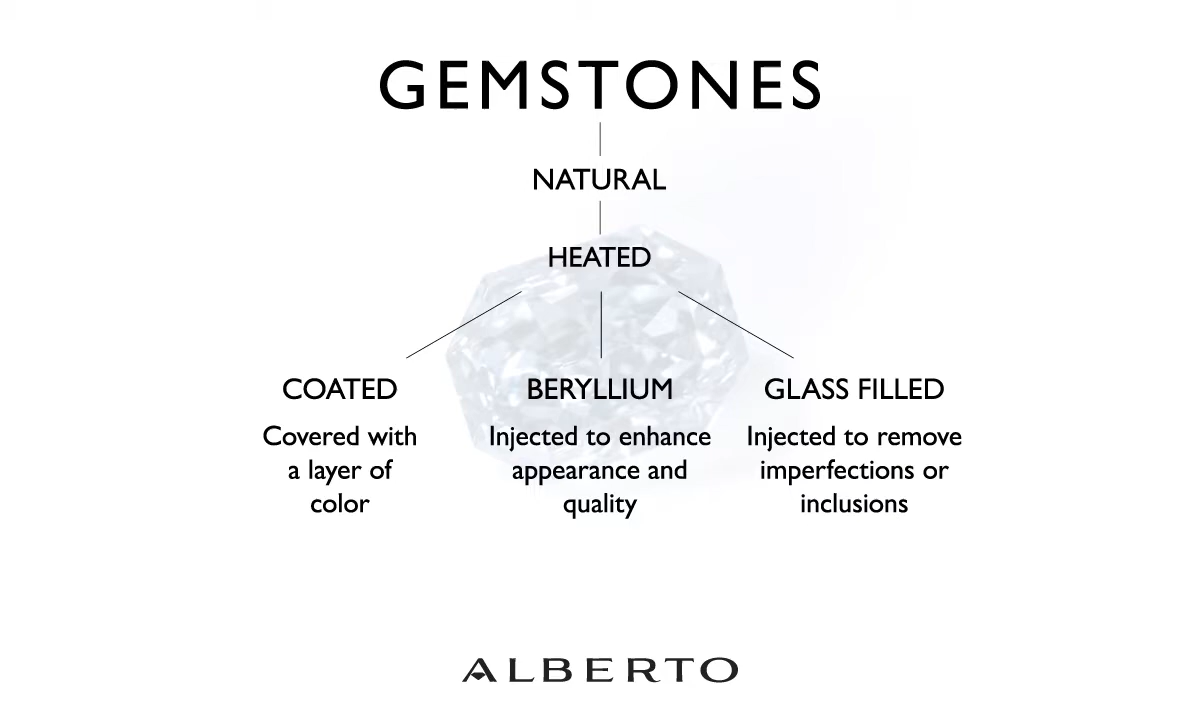 GEMSTONES
NATURAL
HEATED
COATED
Covered with
a layer of
color
BERYLLIUM
Injected to enhance
appearance and
quality
GLASS FILLED
Injected to remove
imperfections or
inclusions
ALBERTO